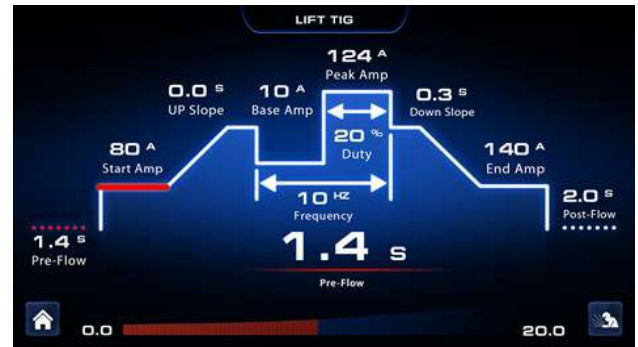 LIFT TIG
124 A
Peak Amp
0.0 S
UP Slope
10 A
Base Amp
0.3 S
Down Slope
20 %
Duty
80 A
Start Amp
140 A
End Amp
10 HZ
Frequency
2.0 S
Post-Flow
1.4 S
Pre-Flow
1.4 S
Pre-Flow
0.0
20.0